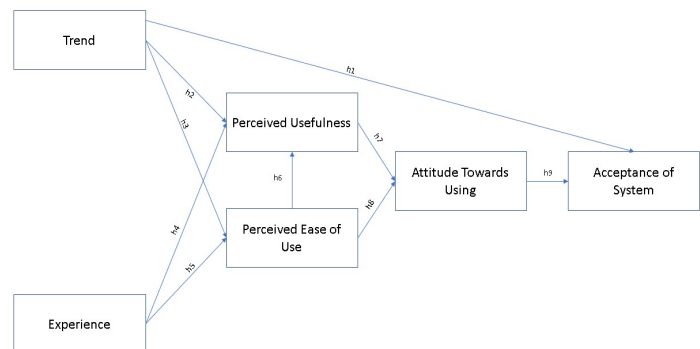 Trend
h1
h2
h3
Perceived Usefulness
h7
h6
Attitude Towards
Using
h9
Acceptance of
System
h8
h4
Perceived Ease of
Use
h5
Experience